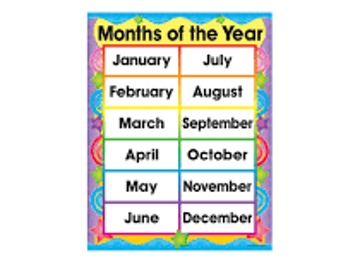 Months of the Year
January July
February August
March September
April October
May November
June December